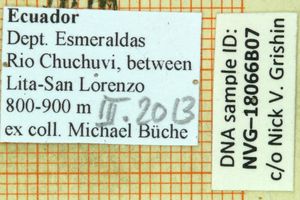 Ecuador
Dept. Esmeraldas
Rio Chuchuvi, between
Lita-San Lorenzo
800-900 m III.2013
ex coll. Michael Büche
DNA sample ID:
NVG-18066B07
c/o Nick V. Grishin